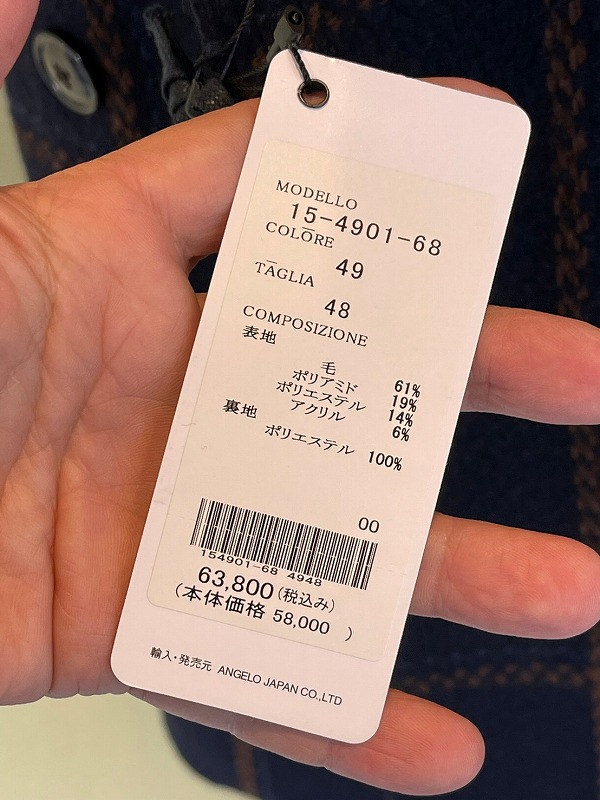 MODELLO
15-4901-68
COLORE
49
TAGLIA
48
COMPOSIZIONE
表地
毛 61%
ポリアミド 19%
ポリエステル 14%
アクリル 6%
裏地
ポリエステル 100%
00
154901-68 4948
63,800(税込み)
(本体価格 58,000 )
輸入・発売元 ANGELO JAPAN CO.,LTD